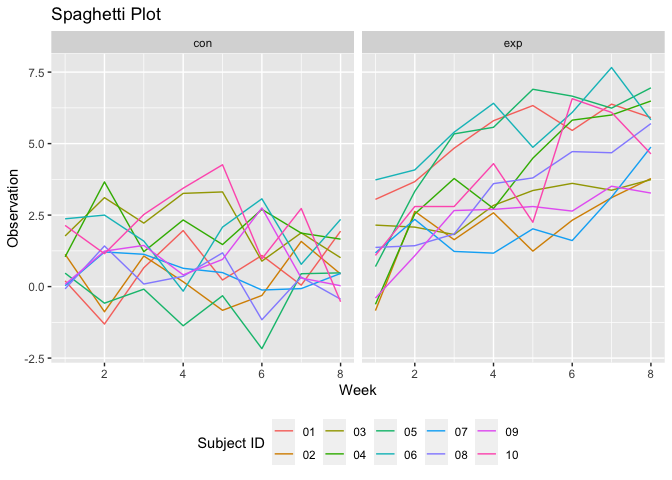 Spaghetti Plot
con exp
7.5
5.0
2.5
0.0
-2.5
Observation
2 4 6 8 2 4 6 8
Week
Subject ID 01 03 05 07 09
02 04 06 08 10